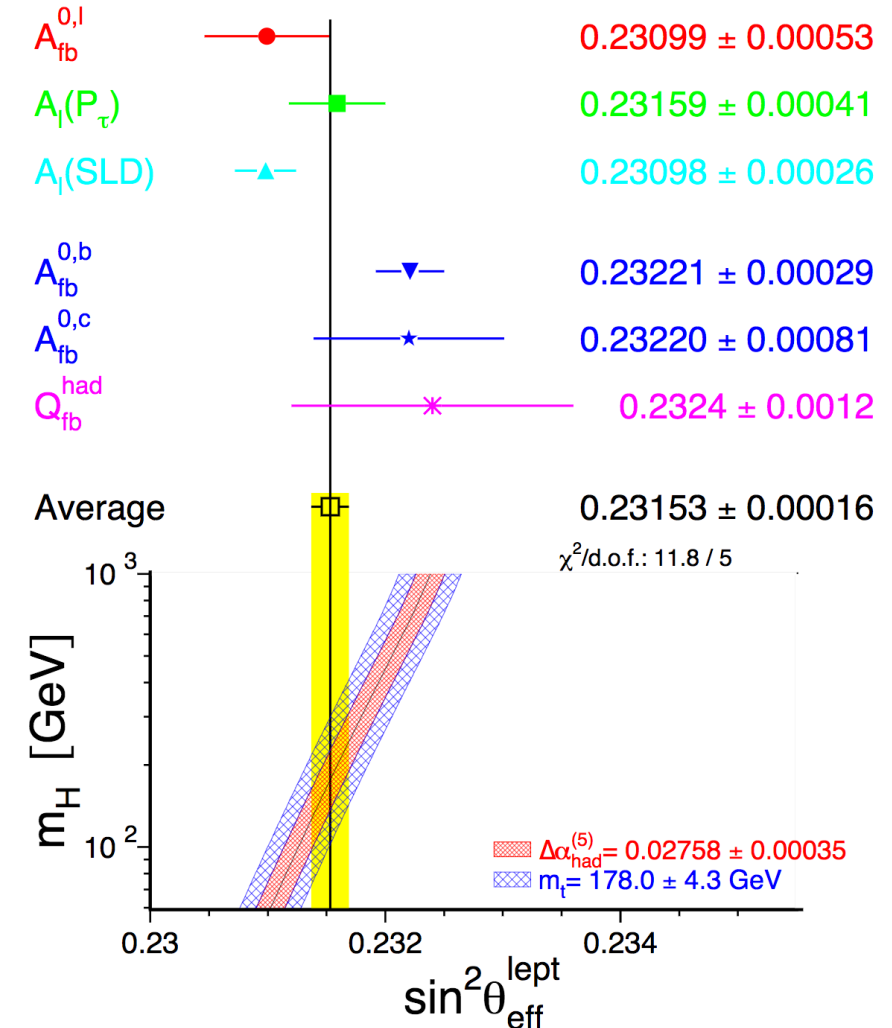 A_fb^0,l 0.23099 ± 0.00053
A_l(P_τ) 0.23159 ± 0.00041
A_l(SLD) 0.23098 ± 0.00026
A_fb^0,b 0.23221 ± 0.00029
A_fb^0,c 0.23220 ± 0.00081
Q_fb^had 0.2324 ± 0.0012
Average 0.23153 ± 0.00016
χ²/d.o.f.: 11.8 / 5
10³
m_H [GeV]
10²
Δα_had^(5)= 0.02758 ± 0.00035
m_t= 178.0 ± 4.3 GeV
0.23 0.232 0.234
sin²θ_eff^lept